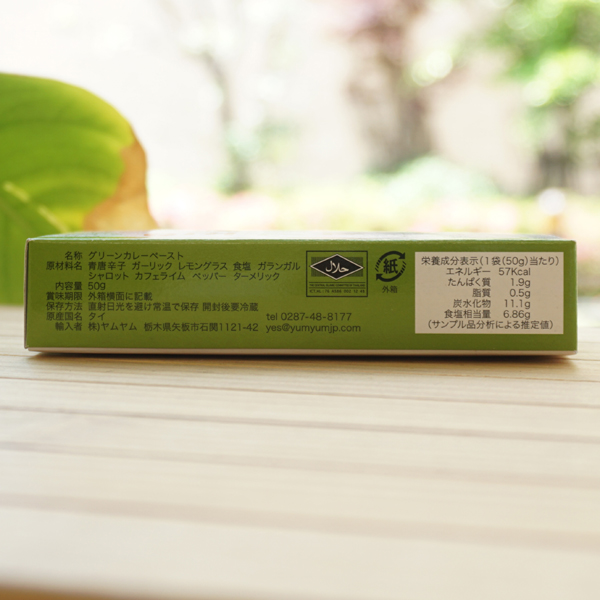 名称 グリーンカレーペースト
原材料名 青唐辛子 ガーリック レモングラス 食塩 ガランガル
シャロット カフェライム ペッパー ターメリック
内容量 50g
賞味期限 外箱横面に記載
保存方法 直射日光を避け常温で保存 開封後要冷蔵
原産国名 タイ
輸入者 ㈱ヤムヤム 栃木県矢板市石関1121-42
tel 0287-48-8177
yes@yumyumjp.com
حلال
紙
外箱
栄養成分表示(1袋(50g)当たり)
エネルギー 57Kcal
たんぱく質 1.9g
脂質 0.5g
炭水化物 11.1g
食塩相当量 6.86g
(サンプル品分析による推定値)